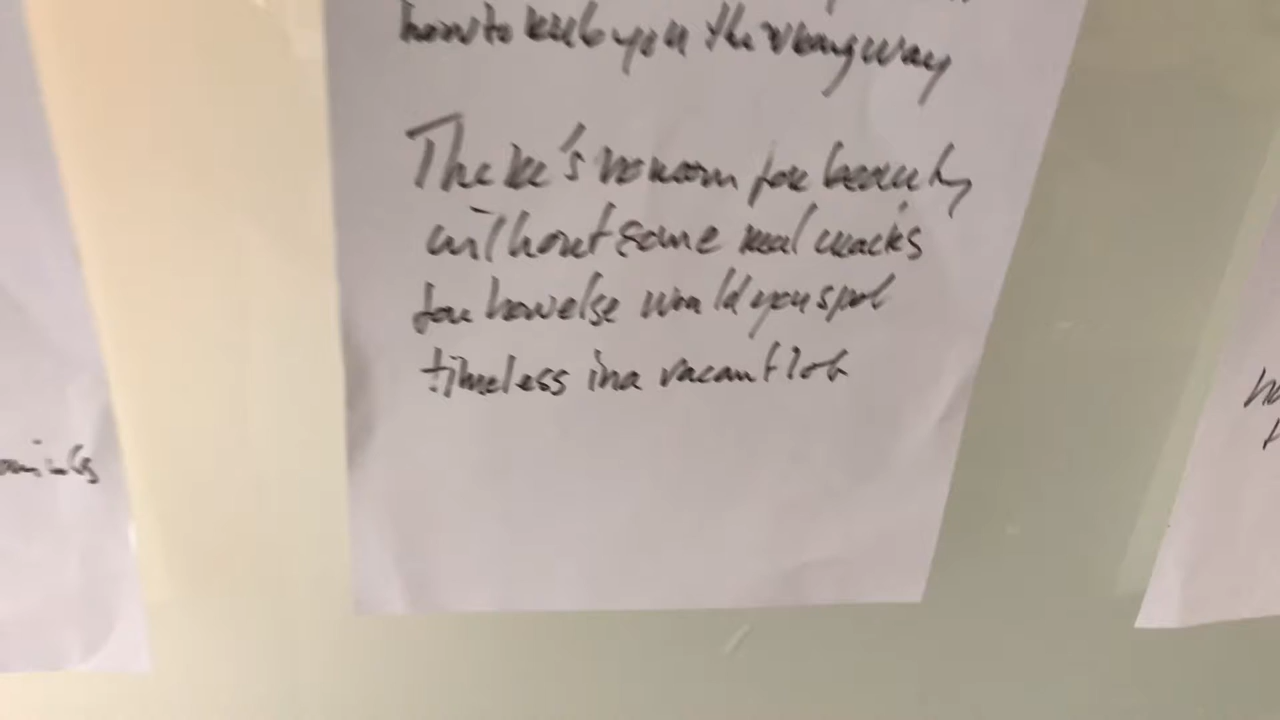 how to rub you the wrong way
There's no room for beauty
without some real cracks
for how else would you spot
timeless in a vacant lot